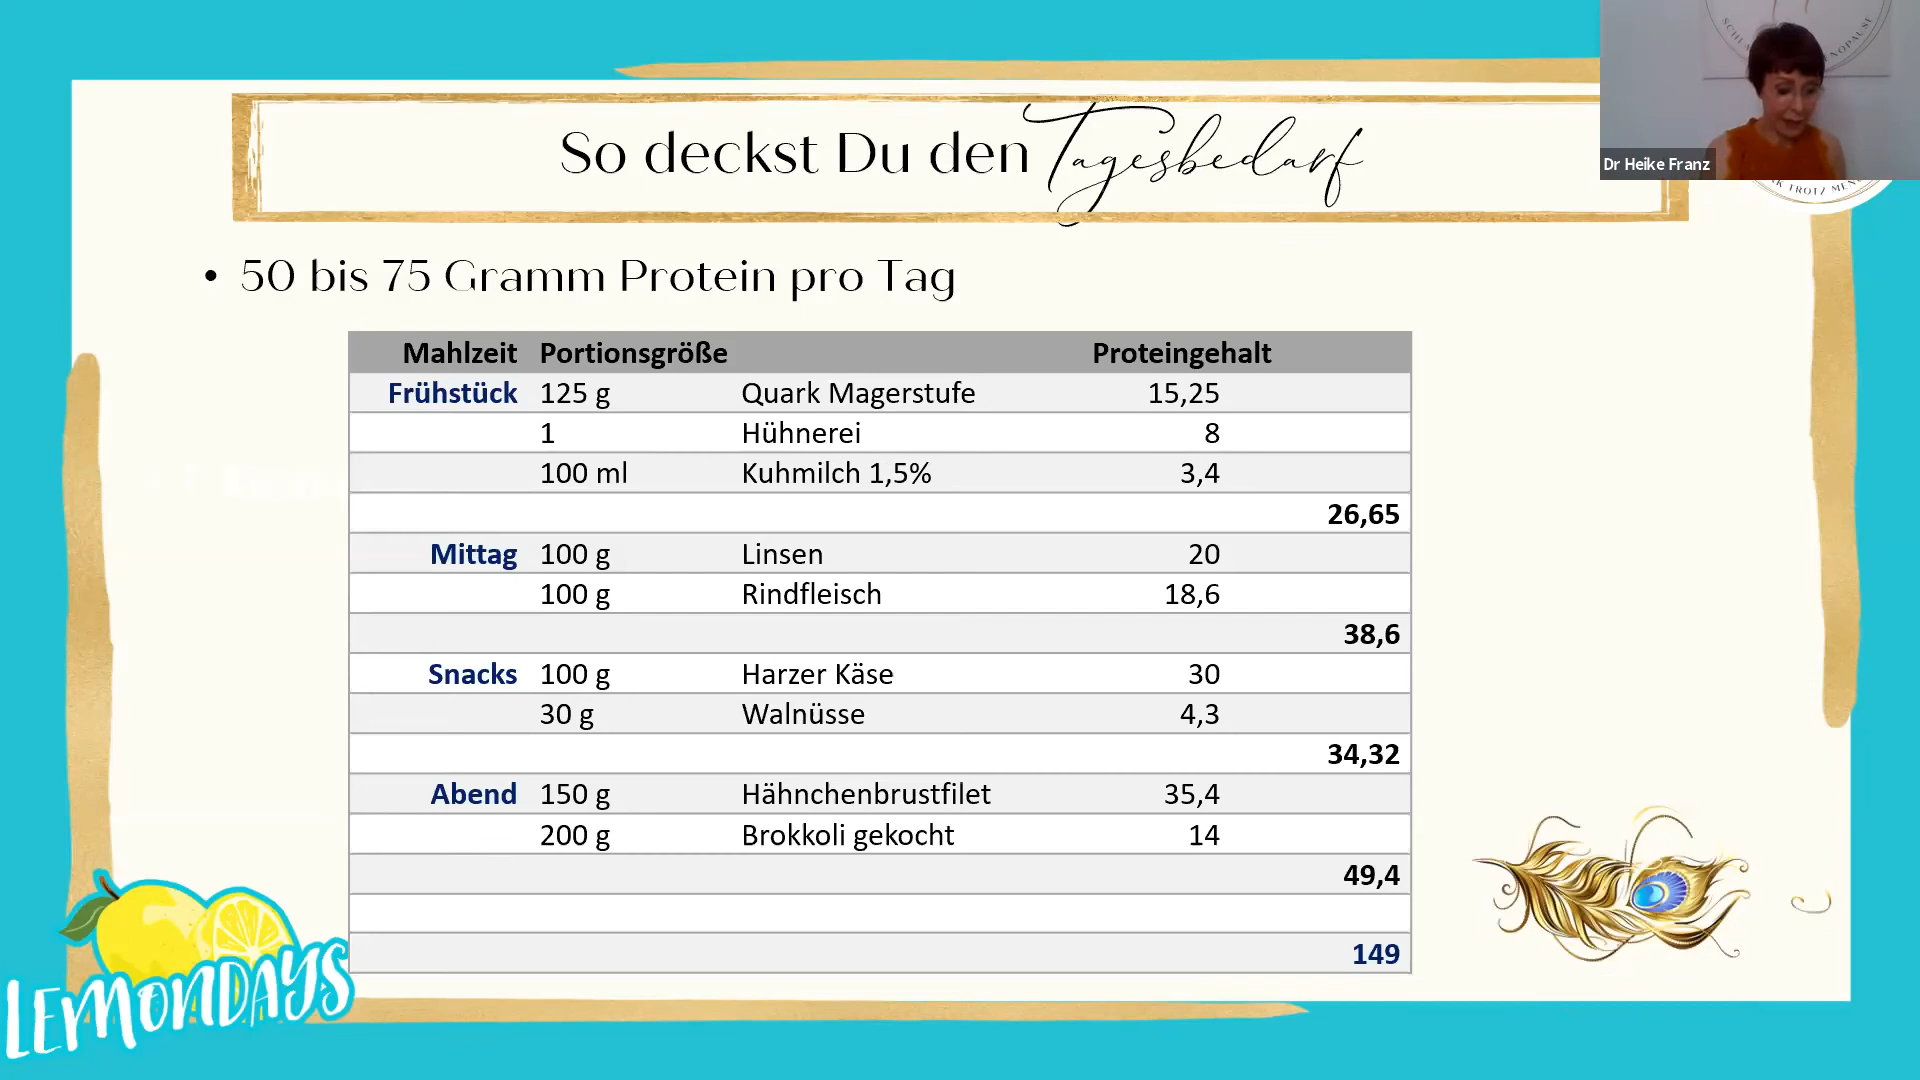 So deckst Du den Tagesbedarf
Dr Heike Franz
• 50 bis 75 Gramm Protein pro Tag
Mahlzeit Portionsgröße Proteingehalt
Frühstück 125 g Quark Magerstufe 15,25
1 Hühnerei 8
100 ml Kuhmilch 1,5% 3,4
26,65
Mittag 100 g Linsen 20
100 g Rindfleisch 18,6
38,6
Snacks 100 g Harzer Käse 30
30 g Walnüsse 4,3
34,32
Abend 150 g Hähnchenbrustfilet 35,4
200 g Brokkoli gekocht 14
49,4
149
LEMONDAYS